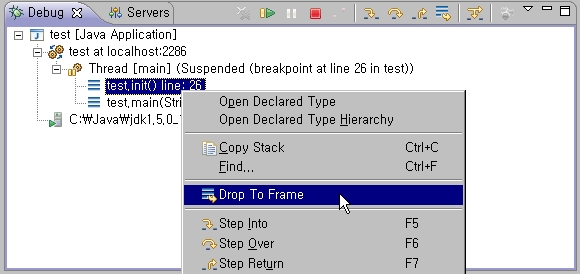 Debug Servers
test [Java Application]
test at localhost:2286
Thread [main] (Suspended (breakpoint at line 26 in test))
test.init() line: 26
test.main(Stri
C:₩Java₩jdk1.5.0_
Open Declared Type
Open Declared Type Hierarchy
Copy Stack Ctrl+C
Find... Ctrl+F
Drop To Frame
Step Into F5
Step Over F6
Step Return F7